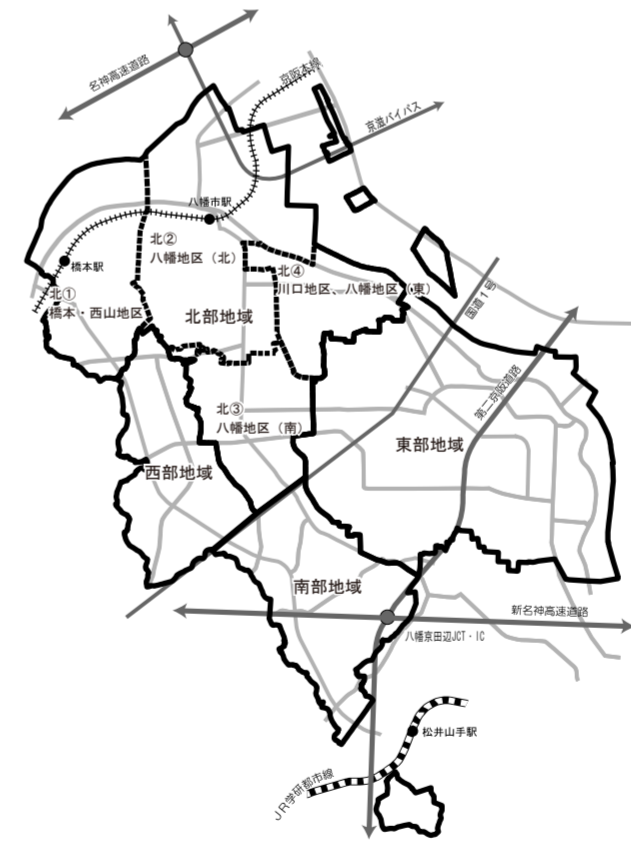 名神高速道路
京阪本線
京滋バイパス
八幡市駅
橋本駅
北②
八幡地区（北）
北④
川口地区、八幡地区（東）
北①
橋本・西山地区
北部地域
国道１号
第二京阪道路
北③
八幡地区（南）
東部地域
西部地域
南部地域
新名神高速道路
八幡京田辺JCT・IC
松井山手駅
ＪＲ学研都市線